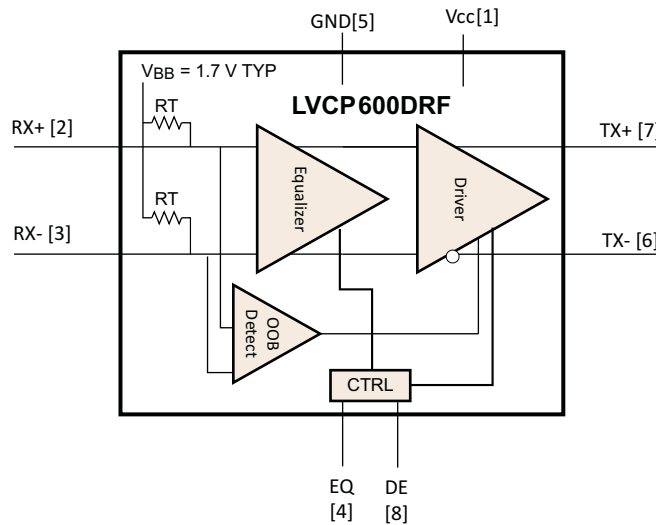 GND[5]
Vcc[1]
VBB = 1.7 V TYP
LVCP600DRF
RT
RX+ [2]
TX+ [7]
Equalizer
Driver
RT
RX- [3]
TX- [6]
OOB
Detect
CTRL
EQ
[4]
DE
[8]